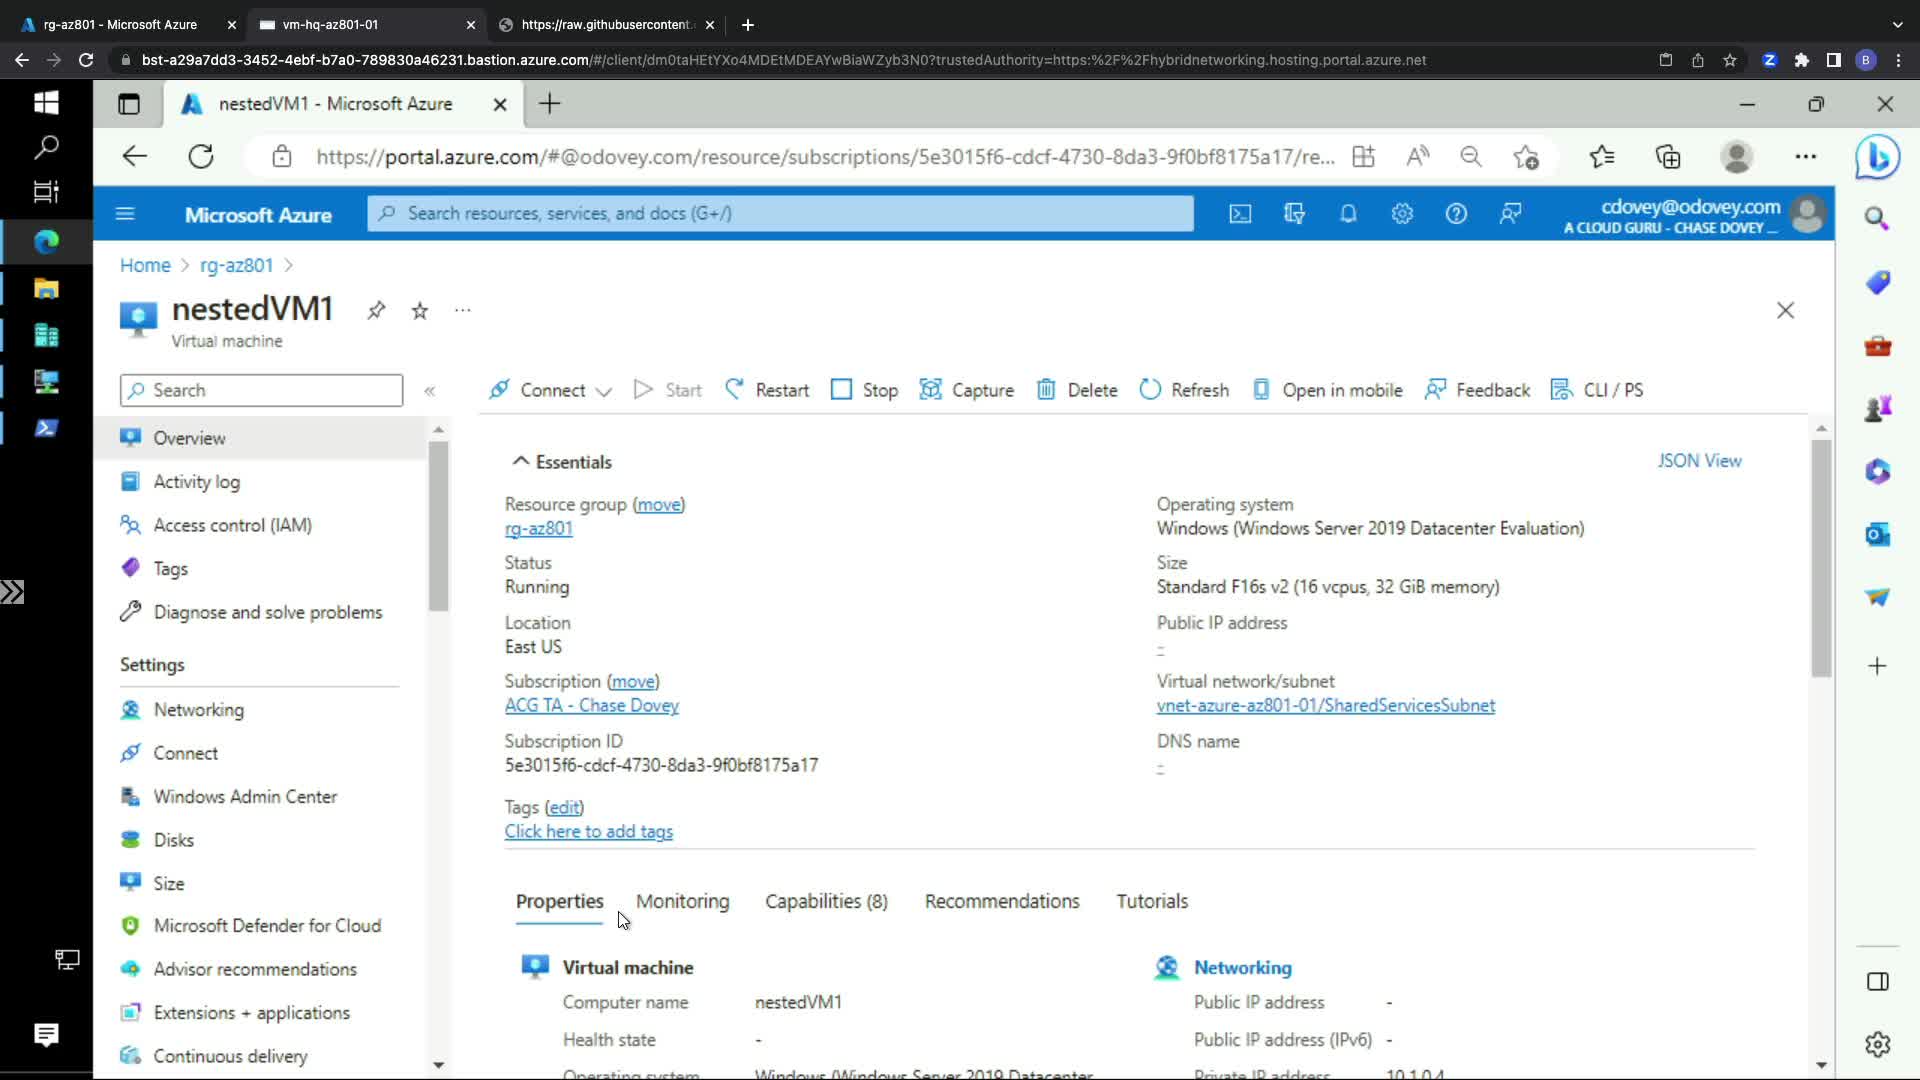 rg-az801 - Microsoft Azure
vm-hq-az801-01
https://raw.githubusercontent.
bst-a29a7dd3-3452-4ebf-b7a0-789830a46231.bastion.azure.com/#/client/dm0taHEtYXo4MDEtMDEAYwBiaWZyb3N0?trustedAuthority=https:%2F%2Fhybridnetworking.hosting.portal.azure.net
nestedVM1 - Microsoft Azure
https://portal.azure.com/#@odovey.com/resource/subscriptions/5e3015f6-cdcf-4730-8da3-9f0bf8175a17/re...
Microsoft Azure
Search resources, services, and docs (G+/)
cdovey@odovey.com
A CLOUD GURU - CHASE DOVEY ...
Home > rg-az801 >
nestedVM1
Virtual machine
Search
Connect
Start
Restart
Stop
Capture
Delete
Refresh
Open in mobile
Feedback
CLI / PS
Overview
Activity log
Access control (IAM)
Tags
Diagnose and solve problems
Settings
Networking
Connect
Windows Admin Center
Disks
Size
Microsoft Defender for Cloud
Advisor recommendations
Extensions + applications
Continuous delivery
Essentials
JSON View
Resource group (move)
rg-az801
Status
Running
Location
East US
Subscription (move)
ACG TA - Chase Dovey
Subscription ID
5e3015f6-cdcf-4730-8da3-9f0bf8175a17
Tags (edit)
Click here to add tags
Operating system
Windows (Windows Server 2019 Datacenter Evaluation)
Size
Standard F16s v2 (16 vcpus, 32 GiB memory)
Public IP address
-
Virtual network/subnet
vnet-azure-az801-01/SharedServicesSubnet
DNS name
-
Properties
Monitoring
Capabilities (8)
Recommendations
Tutorials
Virtual machine
Computer name nestedVM1
Health state -
Operating system Windows (Windows Server 2019 Datacenter
Networking
Public IP address -
Public IP address (IPv6) -
Private IP address 10.1.0.4